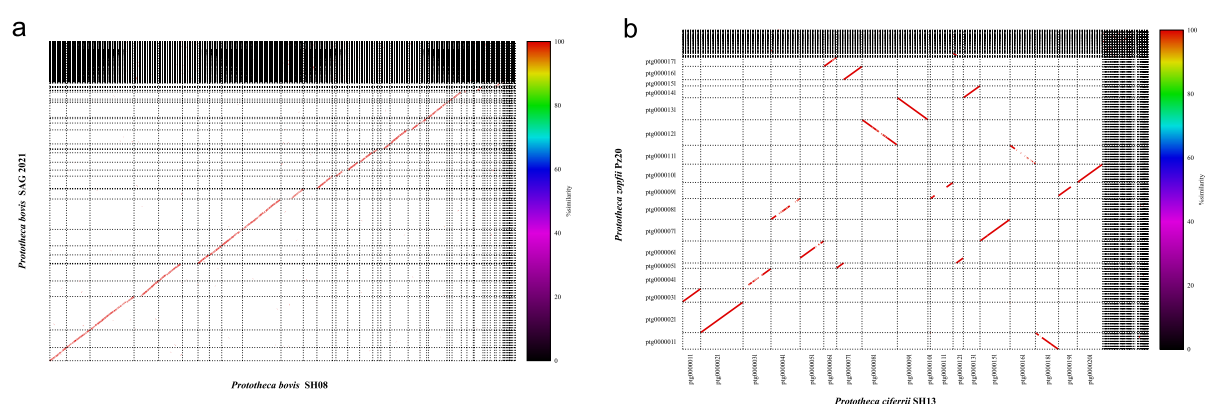 a
100
80
60
40
20
0
%similarity
Prototheca bovis SAG 2021
Prototheca bovis SH08
b
100
80
60
40
20
0
%similarity
Prototheca zopfii Pz20
ptg000017l
ptg000016l
ptg000015l
ptg000014l
ptg000013l
ptg000012l
ptg000011l
ptg000010l
ptg000009l
ptg000008l
ptg000007l
ptg000006l
ptg000005l
ptg000004l
ptg000003l
ptg000002l
ptg000001l
ptg000001l
ptg000002l
ptg000003l
ptg000004l
ptg000005l
ptg000006l
ptg000007l
ptg000008l
ptg000009l
ptg000010l
ptg000011l
ptg000012l
ptg000013l
ptg000015l
ptg000016l
ptg000018l
ptg000019l
ptg000020l
Prototheca ciferrii SH13